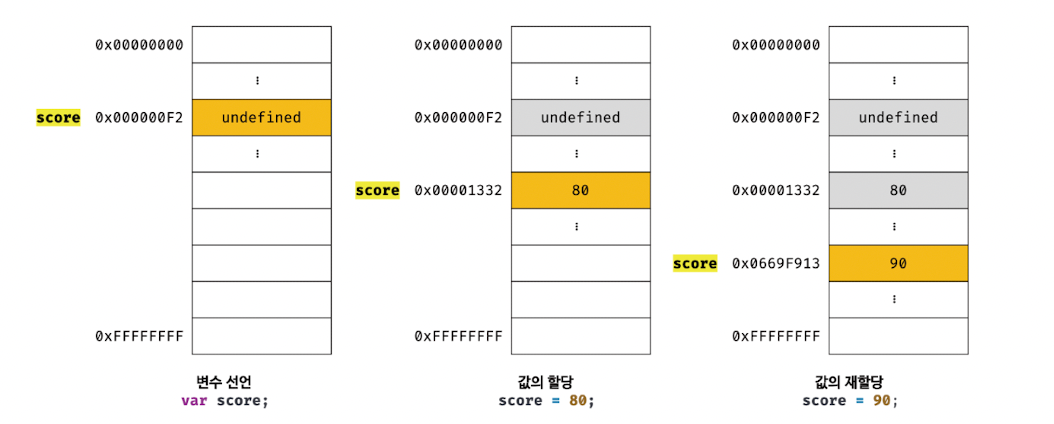 0x00000000
⋮
score 0x000000F2 undefined
⋮
0xFFFFFFFF
변수 선언
var score;
0x00000000
⋮
0x000000F2 undefined
⋮
score 0x00001332 80
⋮
0xFFFFFFFF
값의 할당
score = 80;
0x00000000
⋮
0x000000F2 undefined
⋮
0x00001332 80
⋮
score 0x0669F913 90
⋮
0xFFFFFFFF
값의 재할당
score = 90;